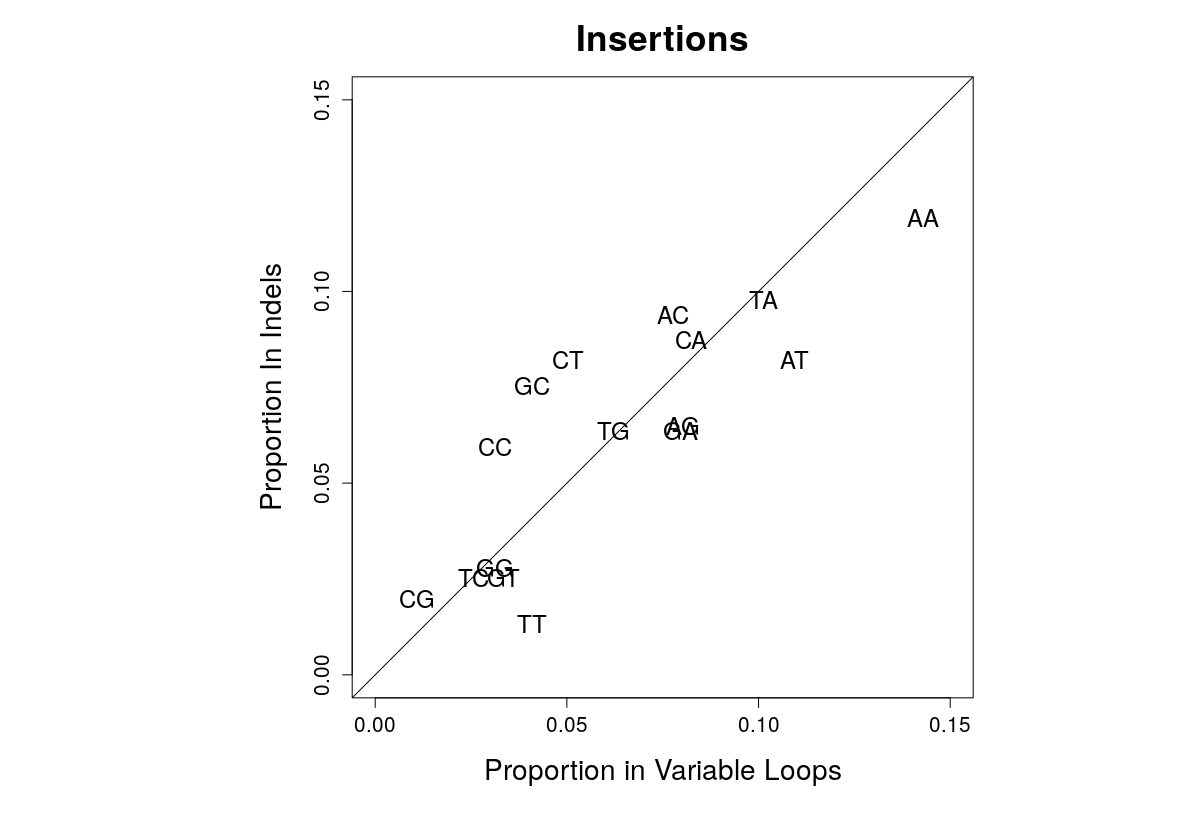 Insertions
0.15
AA
0.10
TA
AC
CA
CT
AT
GC
AG
TG
GA
CC
0.05
GG
TC
GT
CG
TT
0.00
Proportion In Indels
0.00 0.05 0.10 0.15
Proportion in Variable Loops